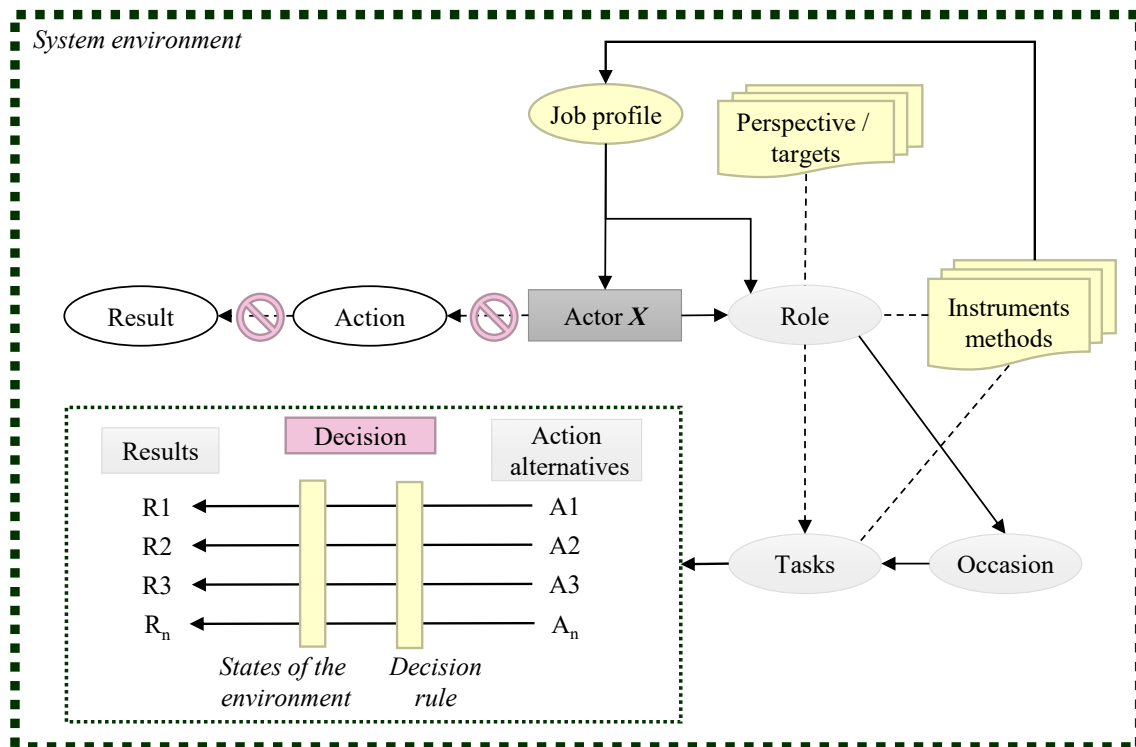 System environment
Job profile
Perspective /
targets
Result
Action
Actor X
Role
Instruments
methods
Results
Decision
Action
alternatives
R1
A1
R2
A2
R3
A3
Rn
An
States of the
environment
Decision
rule
Tasks
Occasion